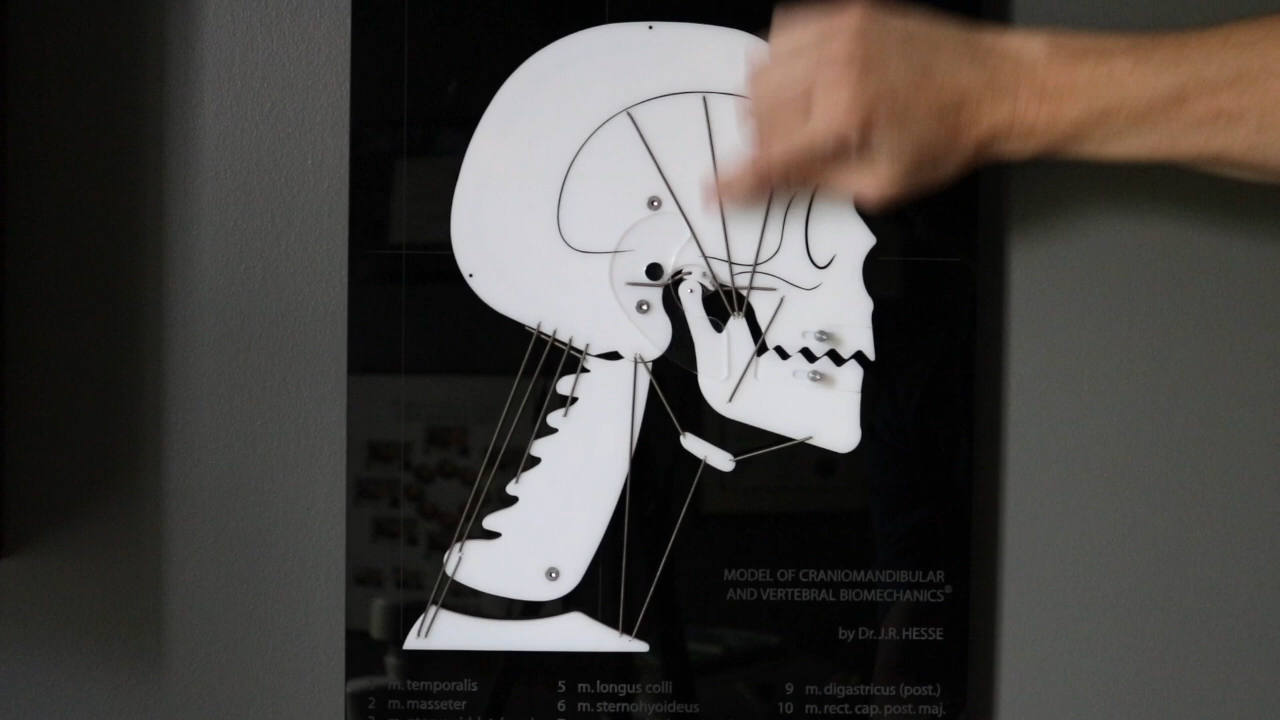 MODEL OF CRANIOMANDIBULAR
AND VERTEBRAL BIOMECHANICS®
by Dr. J.R. HESSE
m. temporalis
5 m. longus colli
9 m. digastricus (post.)
2 m. masseter
6 m. sternohyoideus
10 m. rect. cap. post. maj.